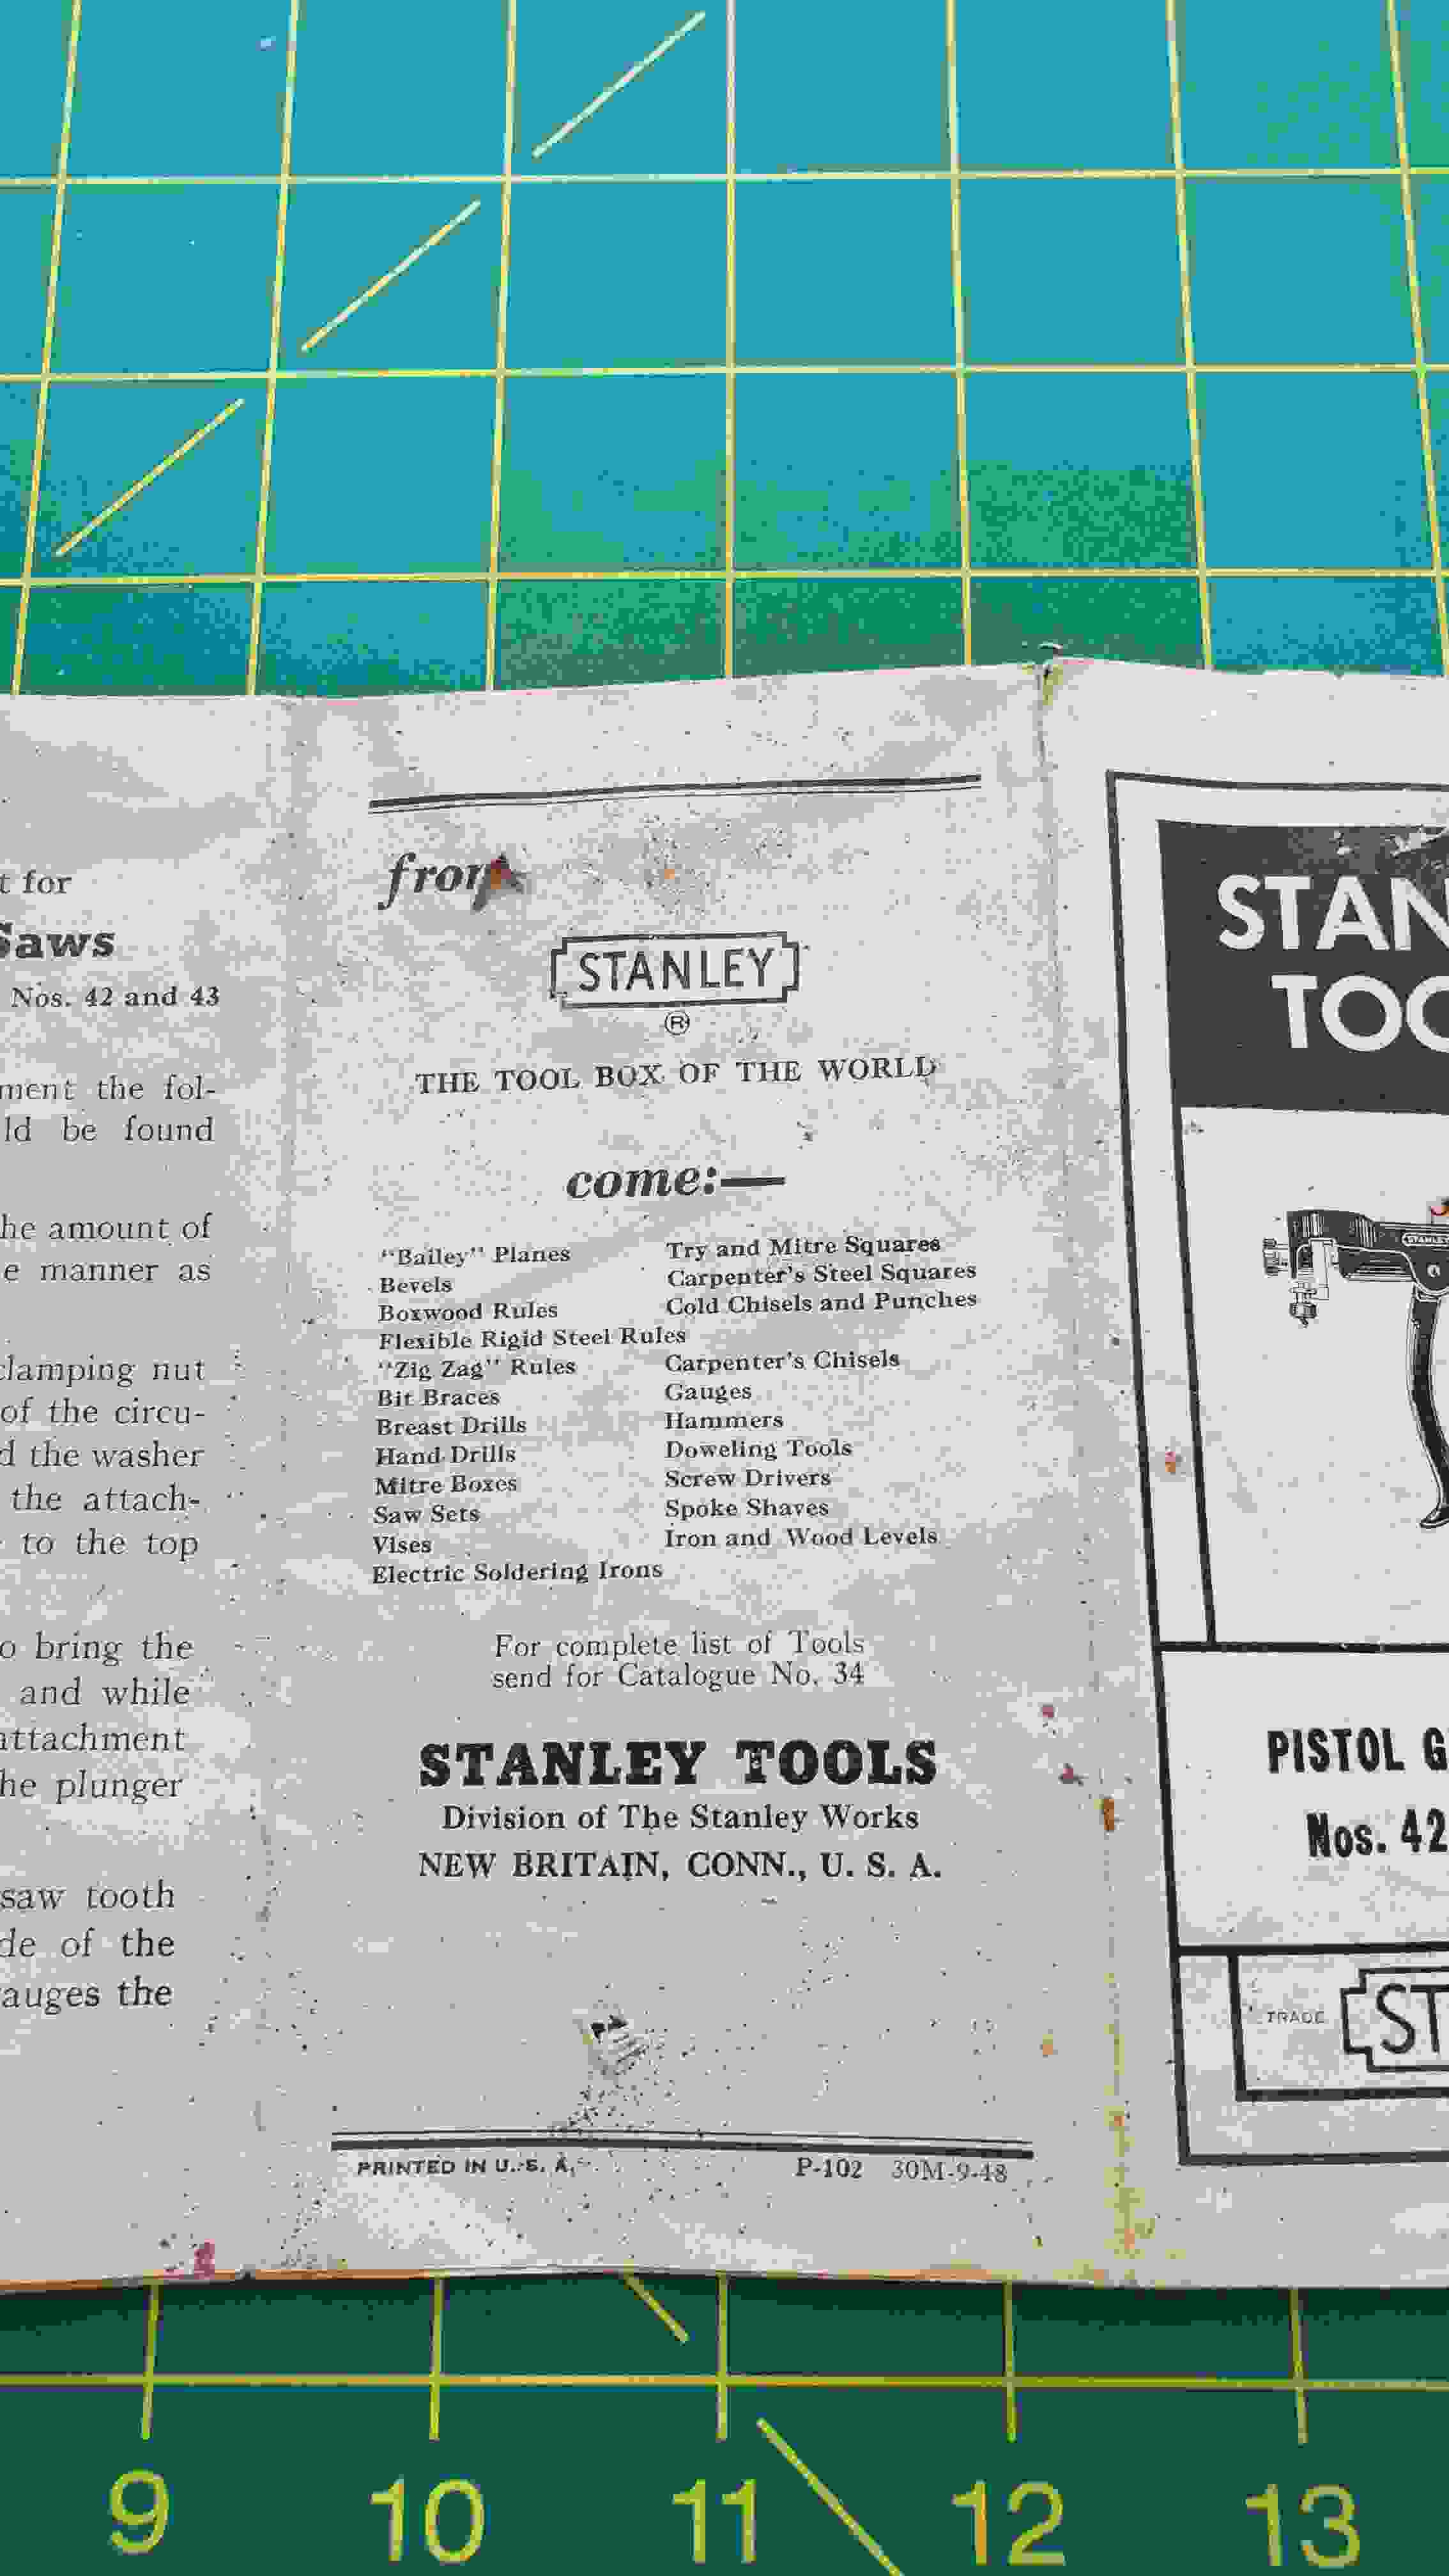 t for
Saws
Nos. 42 and 43
ment the fol-
ld be found
he amount of
e manner as
clamping nut
of the circu-
d the washer
the attach-
to the top
o bring the
and while
attachment
he plunger
saw tooth
de of the
auges the
from
STANLEY
®
THE TOOL BOX OF THE WORLD
come:—
"Bailey" Planes
Bevels
Boxwood Rules
Flexible Rigid Steel Rules
"Zig Zag" Rules
Bit Braces
Breast Drills
Hand Drills
Mitre Boxes
Saw Sets
Vises
Electric Soldering Irons
Try and Mitre Squares
Carpenter's Steel Squares
Cold Chisels and Punches
Carpenter's Chisels
Gauges
Hammers
Doweling Tools
Screw Drivers
Spoke Shaves
Iron and Wood Levels
For complete list of Tools
send for Catalogue No. 34
STANLEY TOOLS
Division of The Stanley Works
NEW BRITAIN, CONN., U. S. A.
PRINTED IN U. S. A.
P-102 30M-9-48
STAN
TOO
STANLEY
PISTOL G
Nos. 42
TRADE
ST
9 10 11 12 13